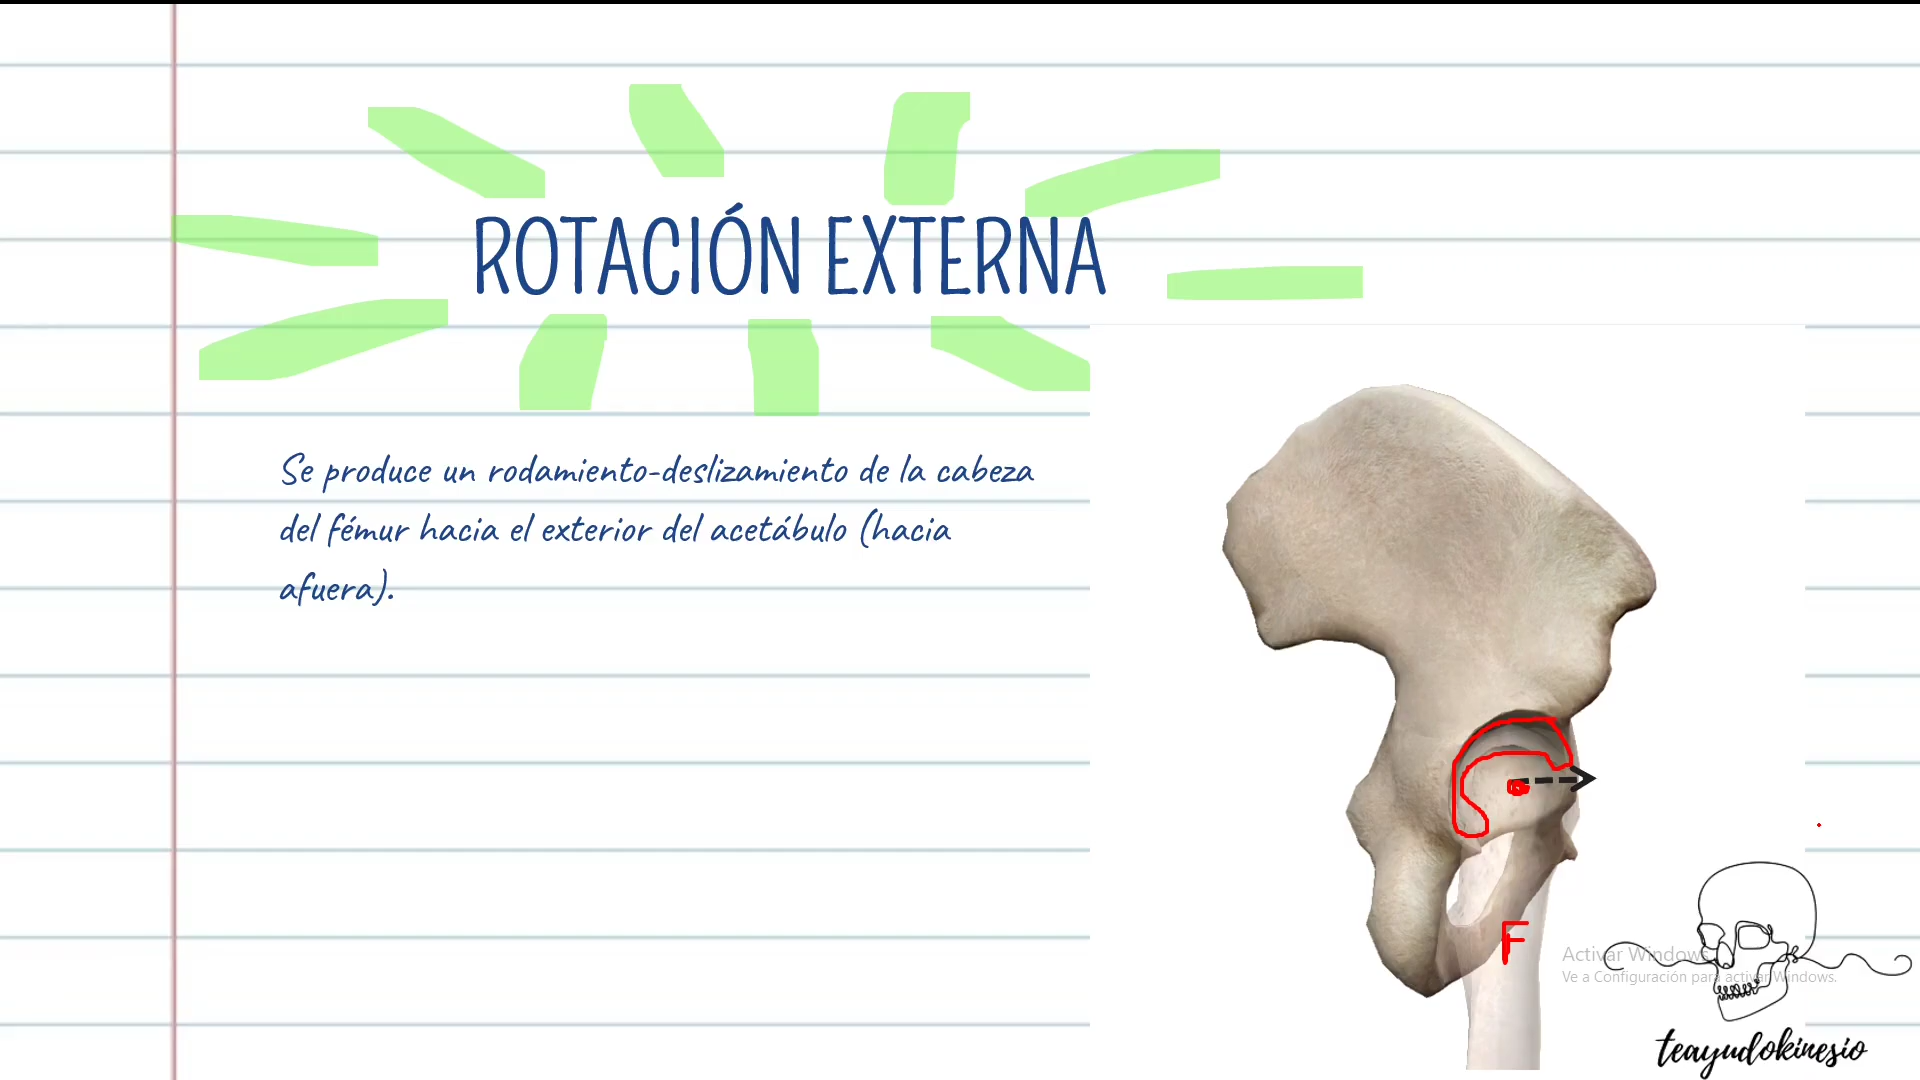 ROTACIÓN EXTERNA
Se produce un rodamiento-deslizamiento de la cabeza
del fémur hacia el exterior del acetábulo (hacia
afuera).
F
Activar Windows
Ve a Configuración para activar Windows.
teayudokinesio